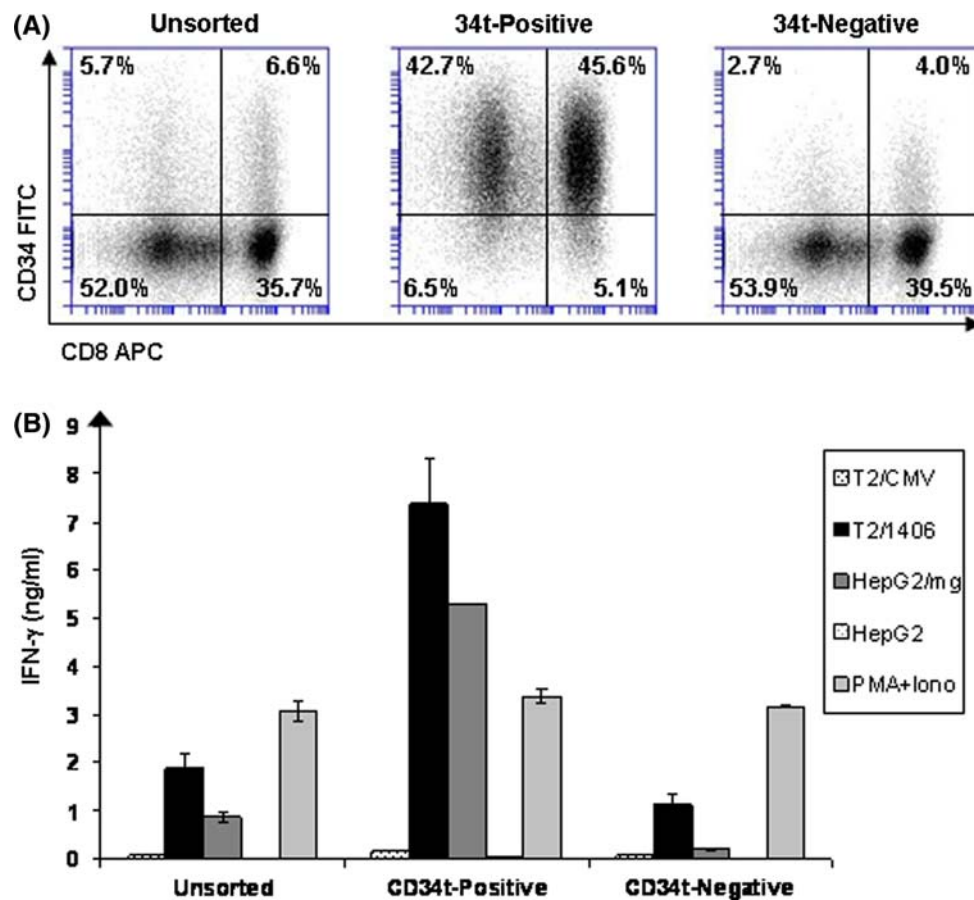 (A)
Unsorted 34t-Positive 34t-Negative
5.7% 6.6% 42.7% 45.6% 2.7% 4.0%
CD34 FITC
52.0% 35.7% 6.5% 5.1% 53.9% 39.5%
CD8 APC
(B)
IFN-γ (ng/ml)
9
8
7
6
5
4
3
2
1
0
Unsorted CD34t-Positive CD34t-Negative
T2/CMV
T2/1406
HepG2/mg
HepG2
PMA+Iono